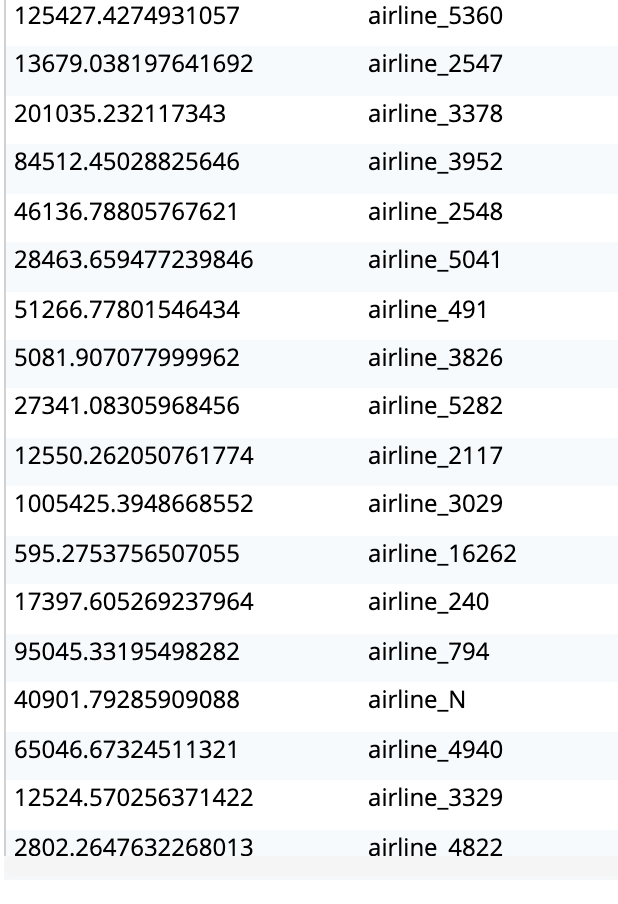 125427.4274931057 airline_5360
13679.038197641692 airline_2547
201035.232117343 airline_3378
84512.45028825646 airline_3952
46136.78805767621 airline_2548
28463.659477239846 airline_5041
51266.77801546434 airline_491
5081.907077999962 airline_3826
27341.08305968456 airline_5282
12550.262050761774 airline_2117
1005425.3948668552 airline_3029
595.2753756507055 airline_16262
17397.605269237964 airline_240
95045.33195498282 airline_794
40901.79285909088 airline_N
65046.67324511321 airline_4940
12524.570256371422 airline_3329
2802.2647632268013 airline_4822